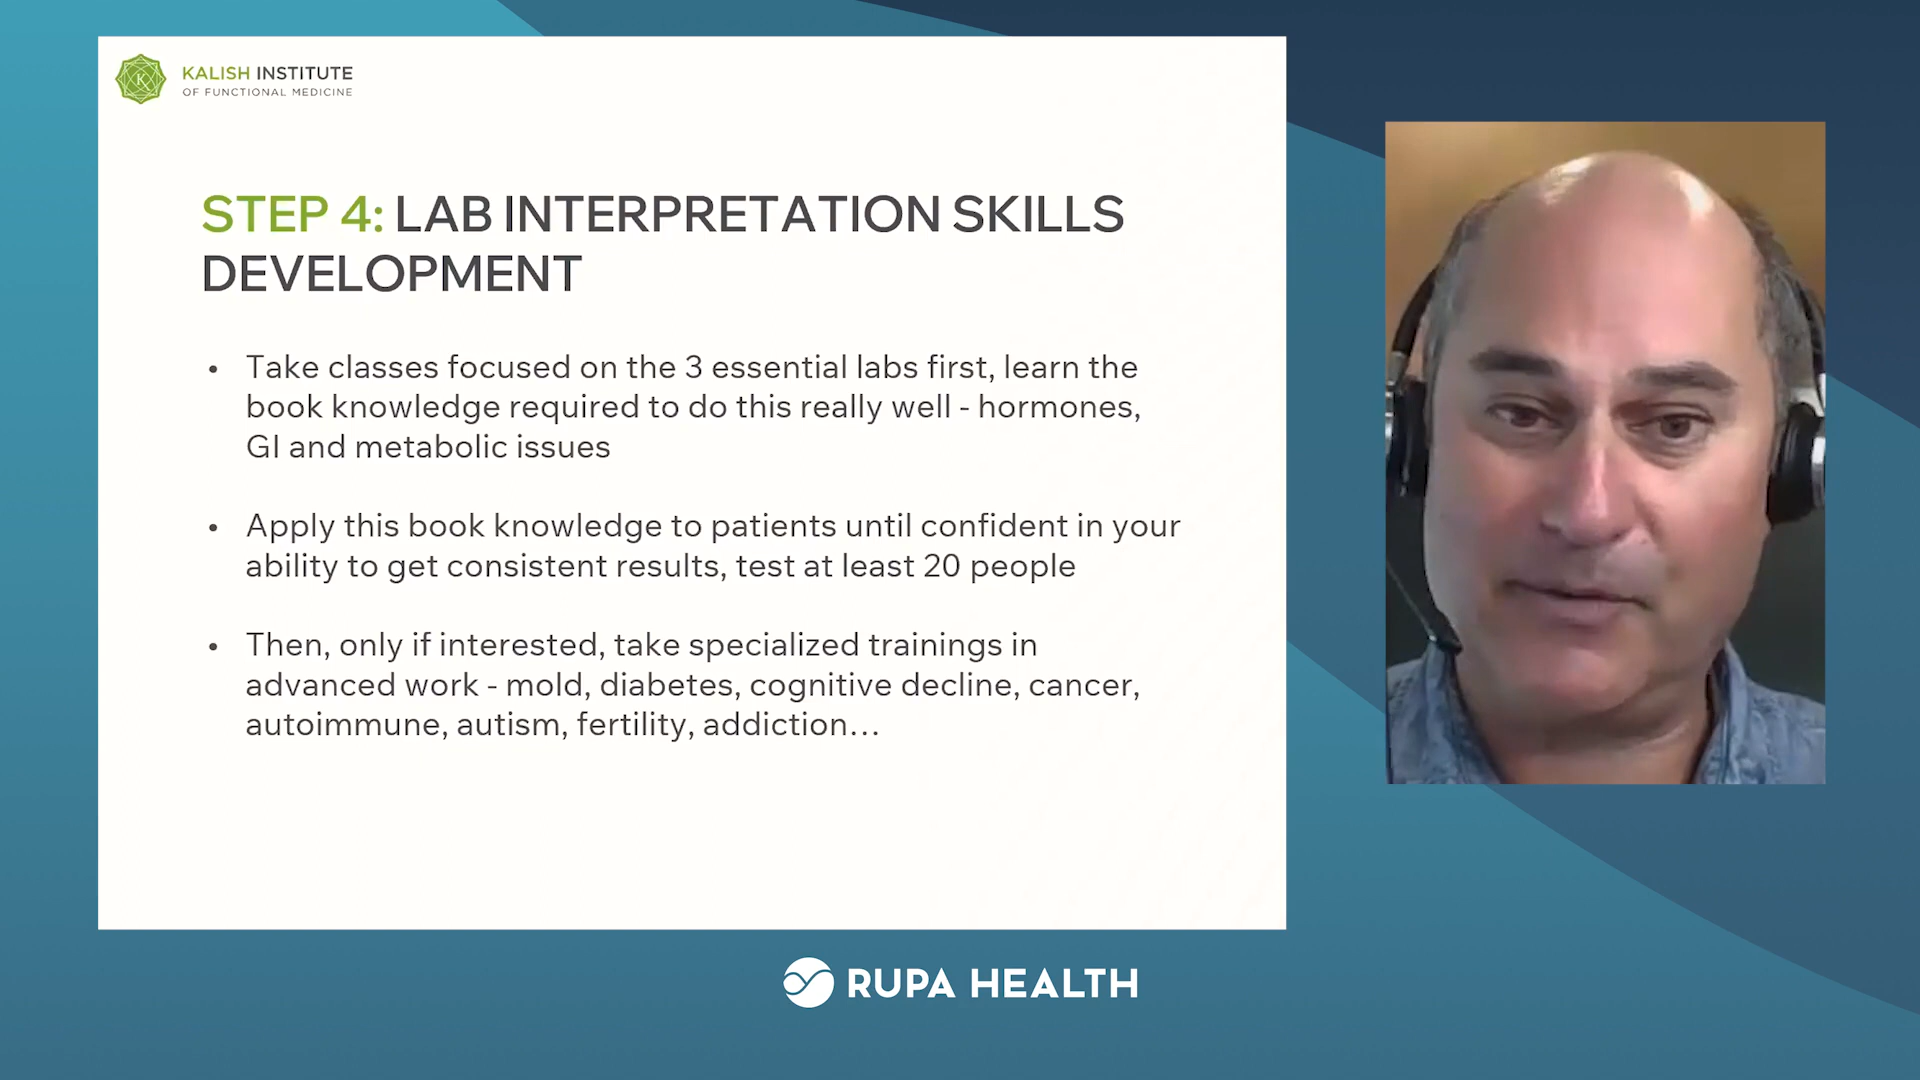 KALISH INSTITUTE
OF FUNCTIONAL MEDICINE
STEP 4: LAB INTERPRETATION SKILLS
DEVELOPMENT
• Take classes focused on the 3 essential labs first, learn the
book knowledge required to do this really well - hormones,
GI and metabolic issues
• Apply this book knowledge to patients until confident in your
ability to get consistent results, test at least 20 people
• Then, only if interested, take specialized trainings in
advanced work - mold, diabetes, cognitive decline, cancer,
autoimmune, autism, fertility, addiction...
RUPA HEALTH